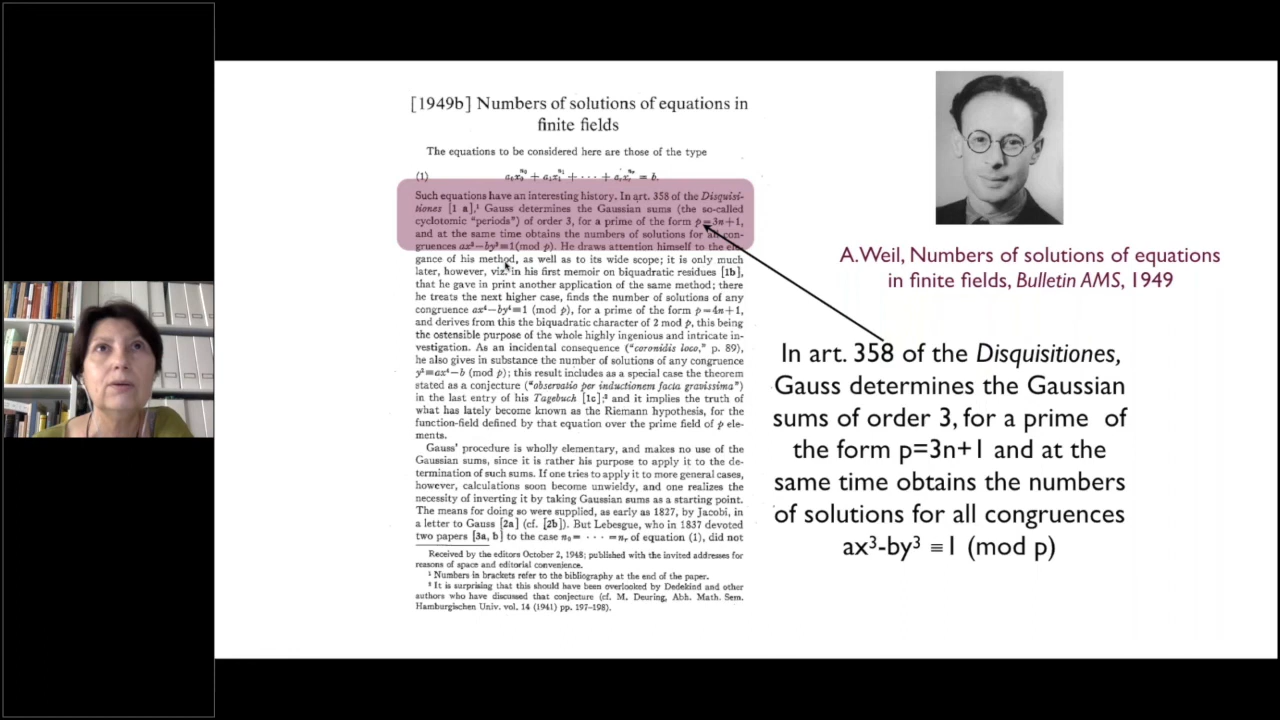 [1949b] Numbers of solutions of equations in
finite fields
The equations to be considered here are those of the type
(1) a₀x₀ⁿ⁰ + a₁x₁ⁿ¹ + · · · + aᵣxᵣⁿʳ = b.
Such equations have an interesting history. In art. 358 of the Disquisi-
tiones [1 a],¹ Gauss determines the Gaussian sums (the so-called
cyclotomic "periods") of order 3, for a prime of the form p=3n+1,
and at the same time obtains the numbers of solutions for all con-
gruences ax³−by³≡1(mod p). He draws attention himself to the ele-
gance of his method, as well as to its wide scope; it is only much
later, however, viz. in his first memoir on biquadratic residues [1b],
that he gave in print another application of the same method; there
he treats the next higher case, finds the number of solutions of any
congruence ax⁴−by⁴≡1 (mod p), for a prime of the form p=4n+1,
and derives from this the biquadratic character of 2 mod p, this being
the ostensible purpose of the whole highly ingenious and intricate in-
vestigation. As an incidental consequence ("coronidis loco," p. 89),
he also gives in substance the number of solutions of any congruence
y²≡ax⁴−b (mod p); this result includes as a special case the theorem
stated as a conjecture ("observatio per inductionem facta gravissima")
in the last entry of his Tagebuch [1c];² and it implies the truth of
what has lately become known as the Riemann hypothesis, for the
function-field defined by that equation over the prime field of p ele-
ments.
Gauss' procedure is wholly elementary, and makes no use of the
Gaussian sums, since it is rather his purpose to apply it to the de-
termination of such sums. If one tries to apply it to more general cases,
however, calculations soon become unwieldy, and one realizes the
necessity of inverting it by taking Gaussian sums as a starting point.
The means for doing so were supplied, as early as 1827, by Jacobi, in
a letter to Gauss [2a] (cf. [2b]). But Lebesgue, who in 1837 devoted
two papers [3a, b] to the case n₀= · · · =nᵣ of equation (1), did not
Received by the editors October 2, 1948; published with the invited addresses for
reasons of space and editorial convenience.
¹ Numbers in brackets refer to the bibliography at the end of the paper.
² It is surprising that this should have been overlooked by Dedekind and other
authors who have discussed that conjecture (cf. M. Deuring, Abh. Math. Sem.
Hamburgischen Univ. vol. 14 (1941) pp. 197–198).
A.Weil, Numbers of solutions of equations
in finite fields, Bulletin AMS, 1949
In art. 358 of the Disquisitiones,
Gauss determines the Gaussian
sums of order 3, for a prime of
the form p=3n+1 and at the
same time obtains the numbers
of solutions for all congruences
ax³-by³ ≡1 (mod p)